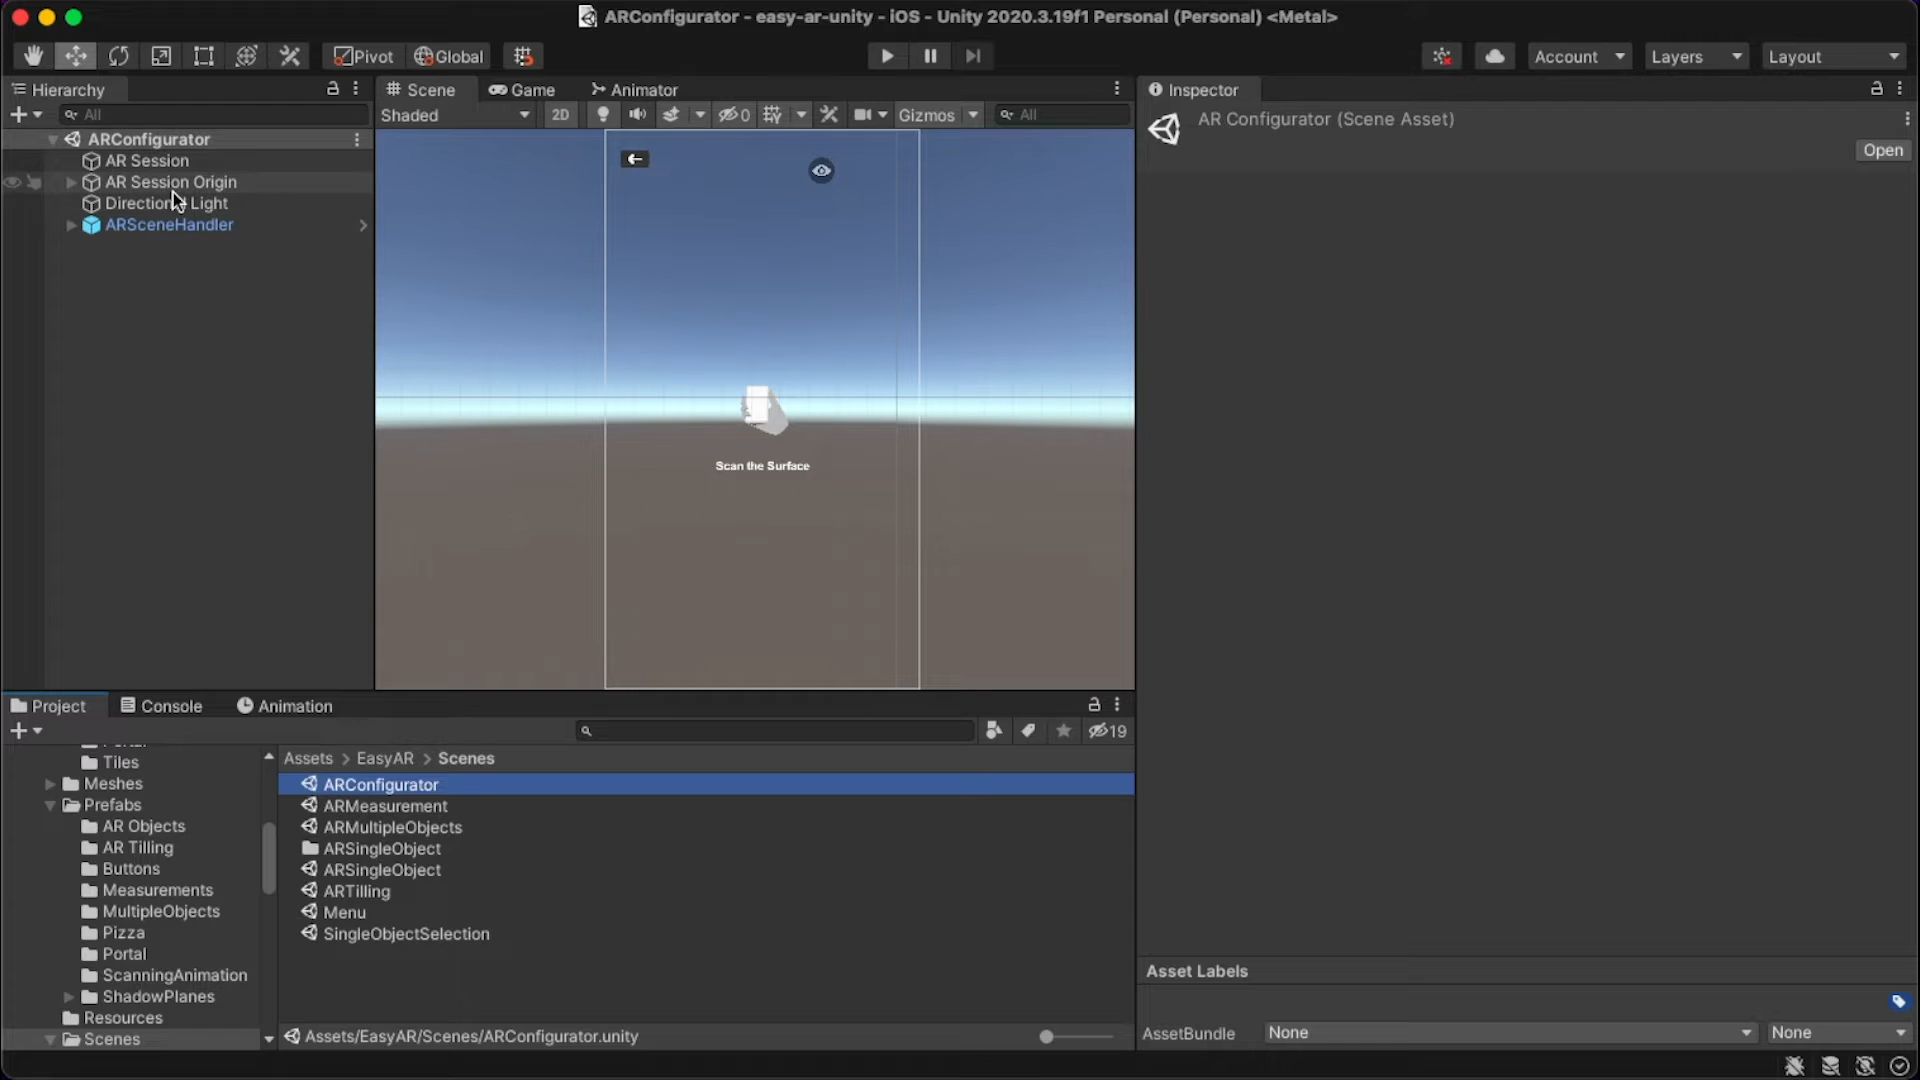 ARConfigurator - easy-ar-unity - iOS - Unity 2020.3.19f1 Personal (Personal) <Metal>
Pivot Global Account Layers Layout
Hierarchy Scene Game Animator Inspector
All Shaded 2D 0 Gizmos All
AR Configurator (Scene Asset)
Open
ARConfigurator
AR Session
AR Session Origin
Light
ARSceneHandler
Scan the Surface
Project Console Animation
19
Tiles
Meshes
Prefabs
AR Objects
AR Tilling
Buttons
Measurements
MultipleObjects
Pizza
Portal
ScanningAnimation
ShadowPlanes
Resources
Scenes
Assets > EasyAR > Scenes
ARConfigurator
ARMeasurement
ARMultipleObjects
ARSingleObject
ARSingleObject
ARTilling
Menu
SingleObjectSelection
Assets/EasyAR/Scenes/ARConfigurator.unity
Asset Labels
AssetBundle None None